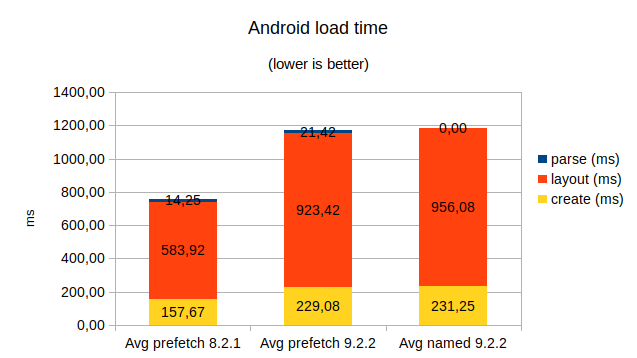 Android load time
(lower is better)
1400,00
1200,00
1000,00
800,00
600,00
400,00
200,00
0,00
ms
14,25
583,92
157,67
21,42
923,42
229,08
0,00
956,08
231,25
parse (ms)
layout (ms)
create (ms)
Avg prefetch 8.2.1
Avg prefetch 9.2.2
Avg named 9.2.2